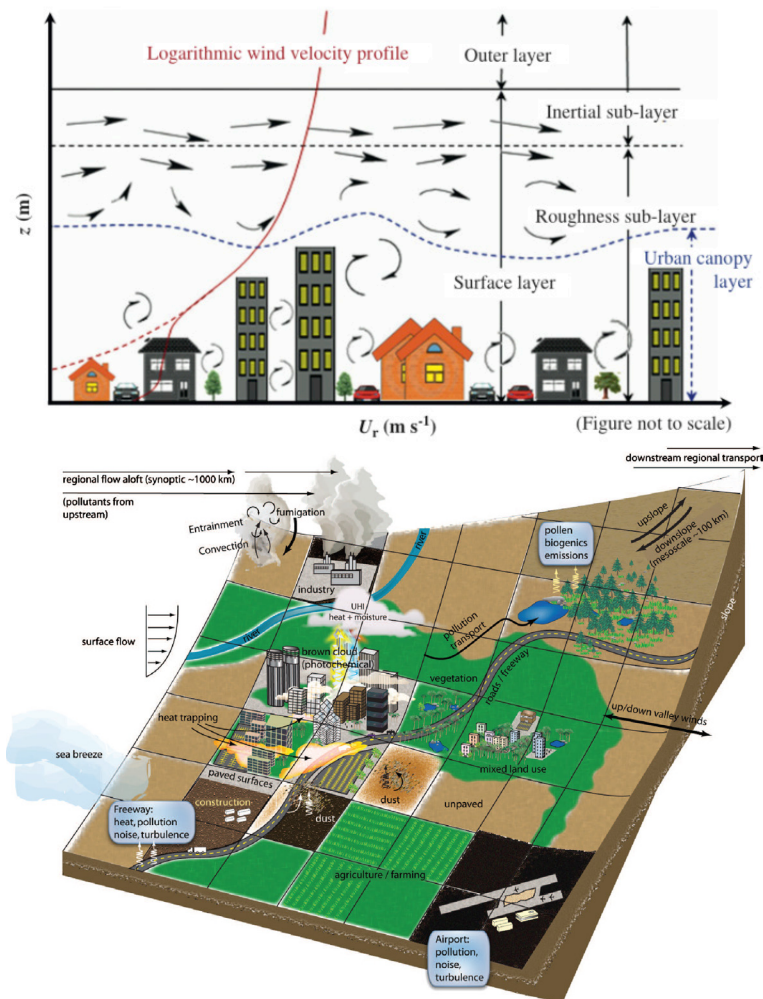 Logarithmic wind velocity profile
Outer layer
Inertial sub-layer
z (m)
Roughness sub-layer
Urban canopy
layer
Surface layer
Ur (m s-1)
(Figure not to scale)
downstream regional transport
regional flow aloft (synoptic ~1000 km)
(pollutants from
upstream)
Entrainment
fumigation
Convection
upslope
downslope
(mesoscale ~100 km)
pollen
biogenics
emissions
river
industry
UHI
heat + moisture
slope
surface flow
river
pollution
transport
brown cloud
(photochemical)
vegetation
roads / freeway
heat trapping
up/down valley winds
sea breeze
paved surfaces
mixed land use
construction
dust
dust
unpaved
Freeway:
heat, pollution
noise, turbulence
agriculture / farming
Airport:
pollution,
noise,
turbulence